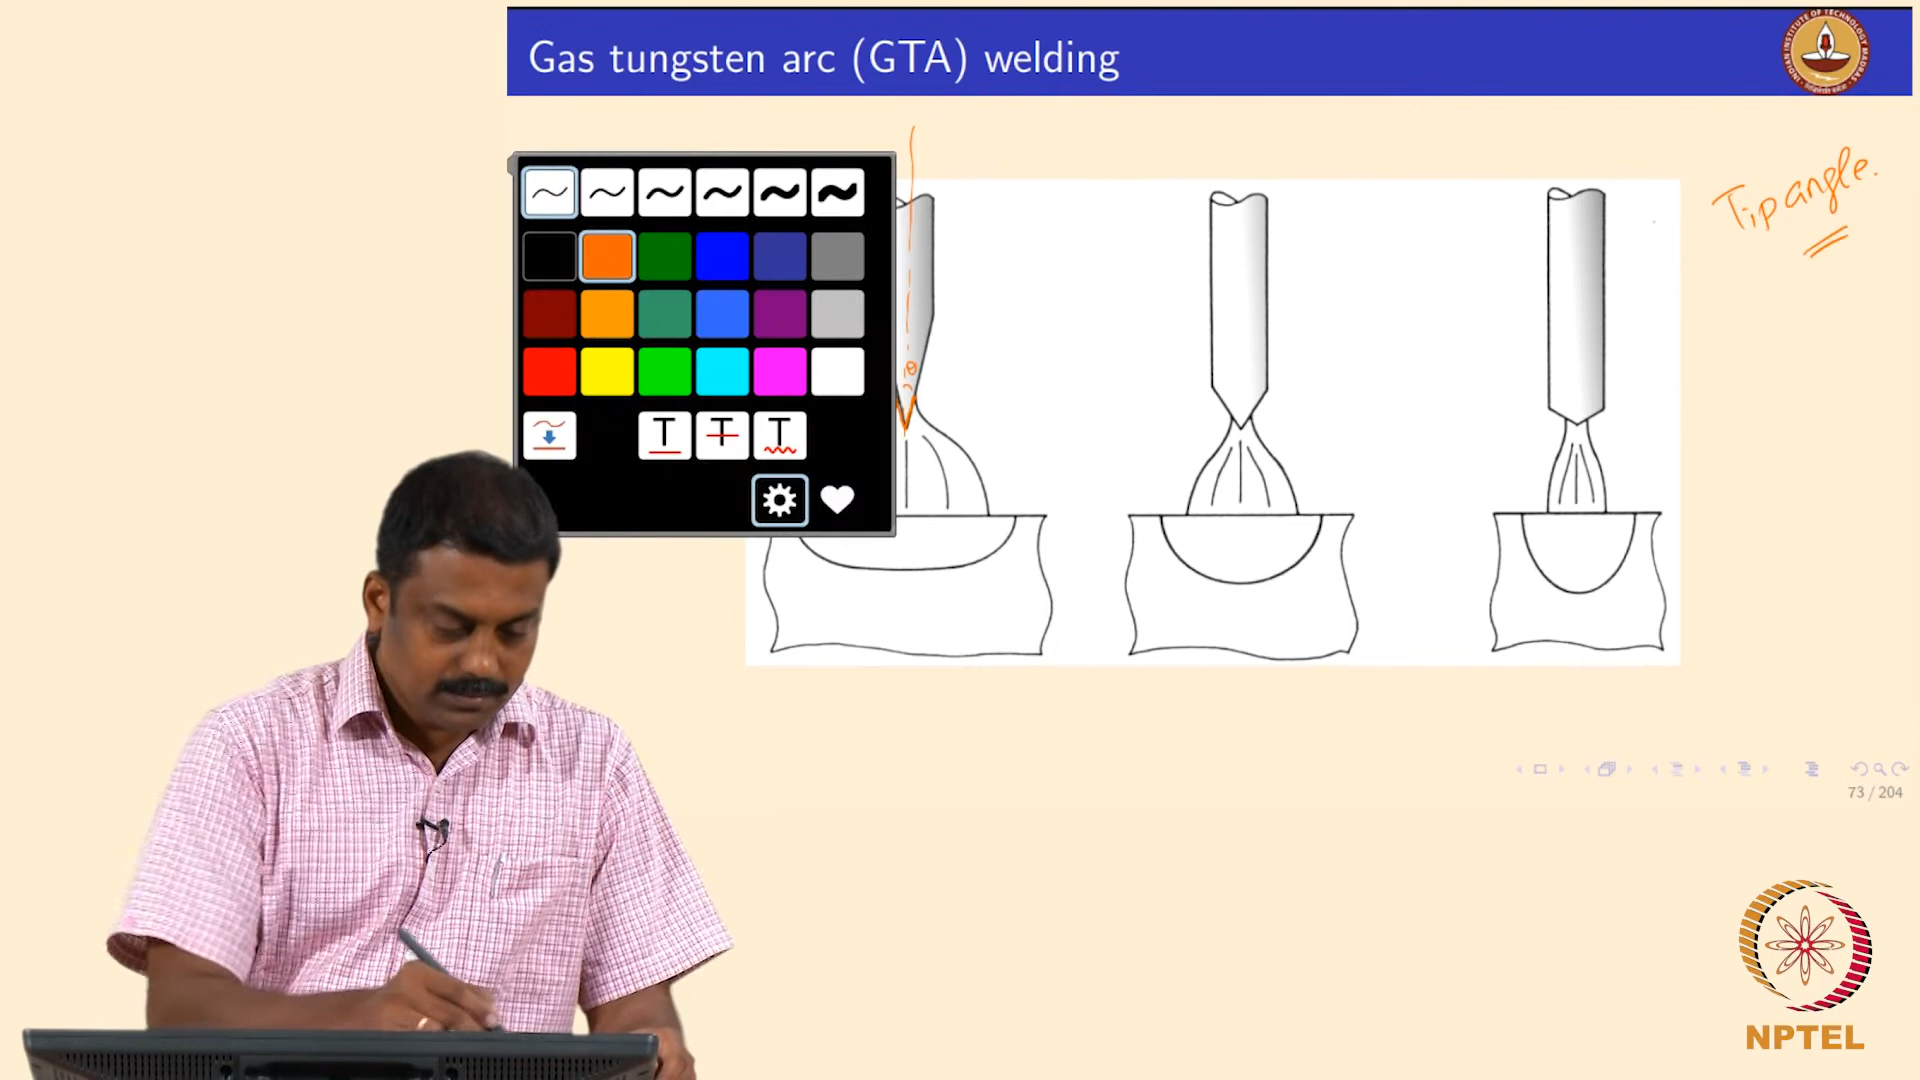 Gas tungsten arc (GTA) welding
Tip angle.
θ
T T T
73 / 204
NPTEL